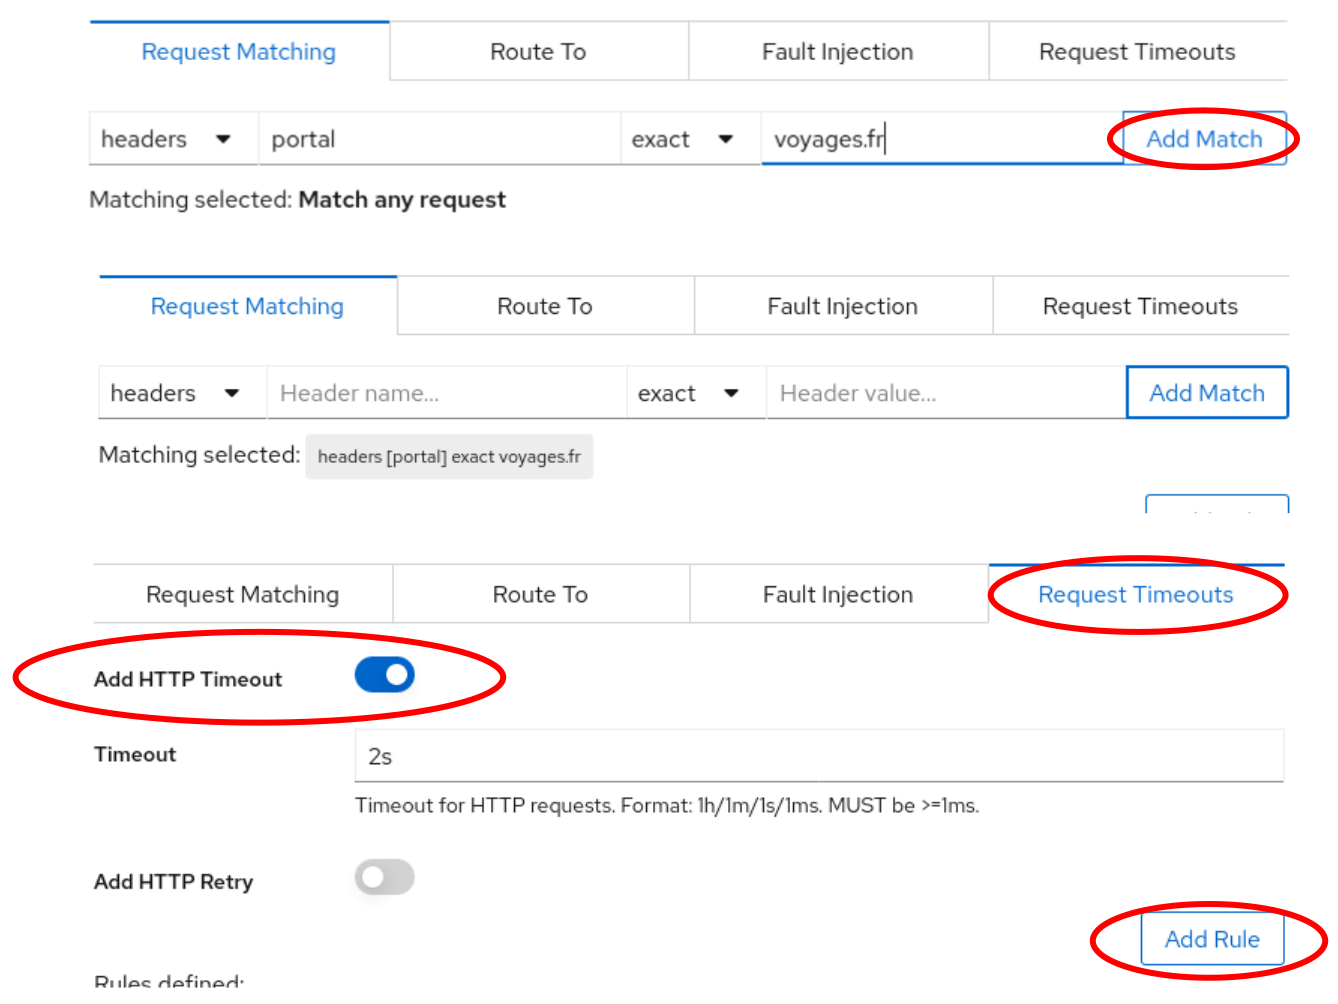 Request Matching Route To Fault Injection Request Timeouts
headers portal exact voyages.fr Add Match
Matching selected: Match any request
Request Matching Route To Fault Injection Request Timeouts
headers Header name... exact Header value... Add Match
Matching selected: headers [portal] exact voyages.fr
Request Matching Route To Fault Injection Request Timeouts
Add HTTP Timeout
Timeout 2s
Timeout for HTTP requests. Format: 1h/1m/1s/1ms. MUST be >=1ms.
Add HTTP Retry
Add Rule
Rules defined: